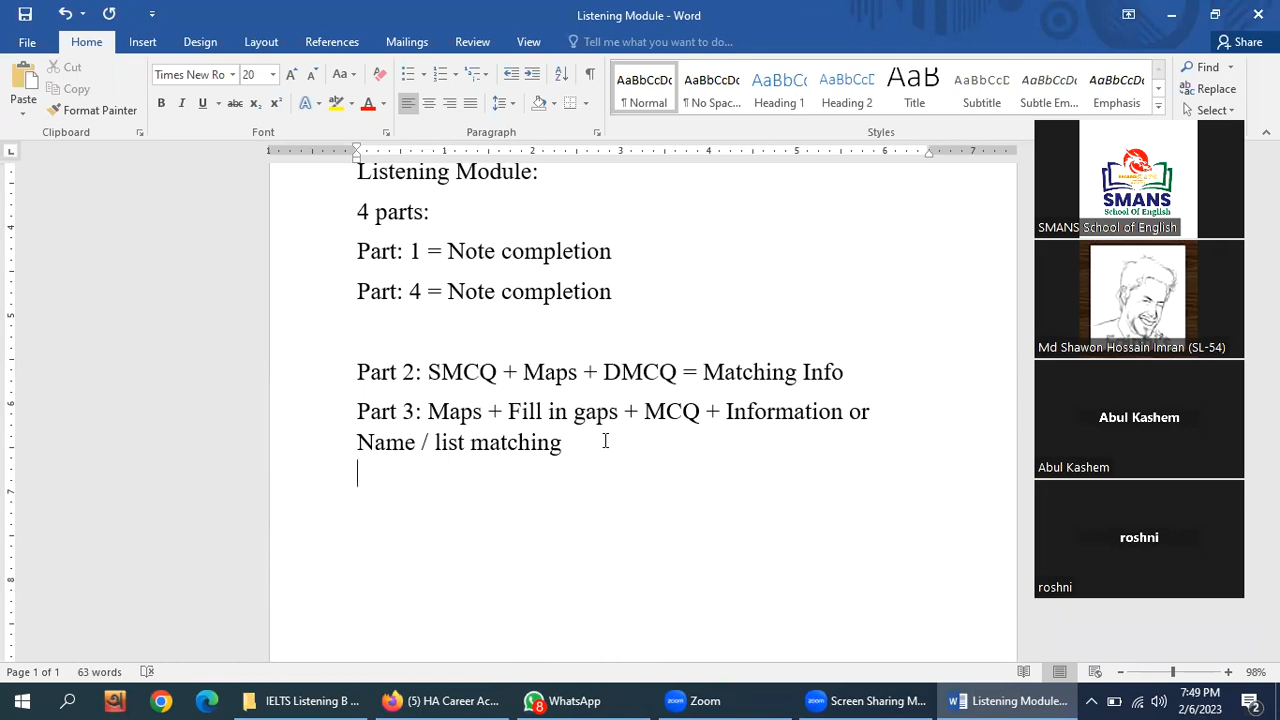 Listening Module - Word
File Home Insert Design Layout References Mailings Review View Tell me what you want to do... Share
Paste Cut Copy Format Painter
Times New Ro 20 Aa
AaBbCcDc AaBbCcDc AaBbCc AaBbCcC AaB AaBbCcD AaBbCcDc AaBbCcDc
¶ Normal ¶ No Spac... Heading Heading 2 Title Subtitle Subtle Em... Emphasis
Find Replace Select
Clipboard Font Paragraph Styles
Listening Module:
4 parts:
Part: 1 = Note completion
Part: 4 = Note completion
Part 2: SMCQ + Maps + DMCQ = Matching Info
Part 3: Maps + Fill in gaps + MCQ + Information or
Name / list matching
SMANS
School Of English
SMANS School of English
Md Shawon Hossain Imran (SL-54)
Abul Kashem
Abul Kashem
roshni
roshni
Page 1 of 1 63 words 98%
IELTS Listening B ... (5) HA Career Ac... WhatsApp Zoom Screen Sharing M... Listening Module...
7:49 PM
2/6/2023